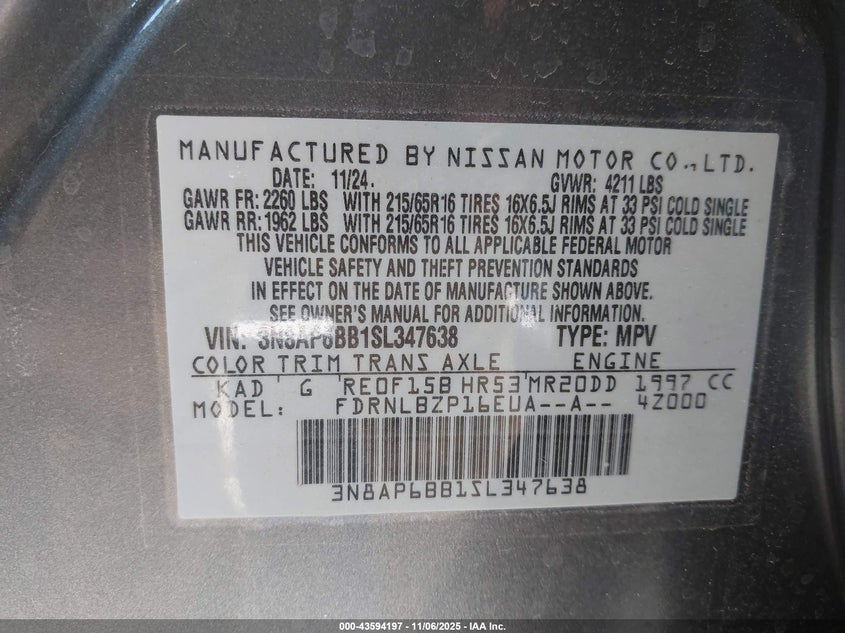 MANUFACTURED BY NISSAN MOTOR CO., LTD.
DATE: 11/24. GVWR: 4211 LBS
GAWR FR: 2260 LBS WITH 215/65R16 TIRES 16X6.5J RIMS AT 33 PSI COLD SINGLE
GAWR RR: 1962 LBS WITH 215/65R16 TIRES 16X6.5J RIMS AT 33 PSI COLD SINGLE
THIS VEHICLE CONFORMS TO ALL APPLICABLE FEDERAL MOTOR
VEHICLE SAFETY AND THEFT PREVENTION STANDARDS
IN EFFECT ON THE DATE OF MANUFACTURE SHOWN ABOVE.
SEE OWNER'S MANUAL FOR ADDITIONAL INFORMATION.
VIN: 3N8AP6BB1SL347638 TYPE: MPV
COLOR TRIM TRANS AXLE ENGINE
KAD G RE0F15B HR53 MR20DD 1997 CC
MODEL: FDRNLBZP16EUA--A-- 4Z000
3N8AP6BB1SL347638
000-43594197 - 11/06/2025 - IAA Inc.